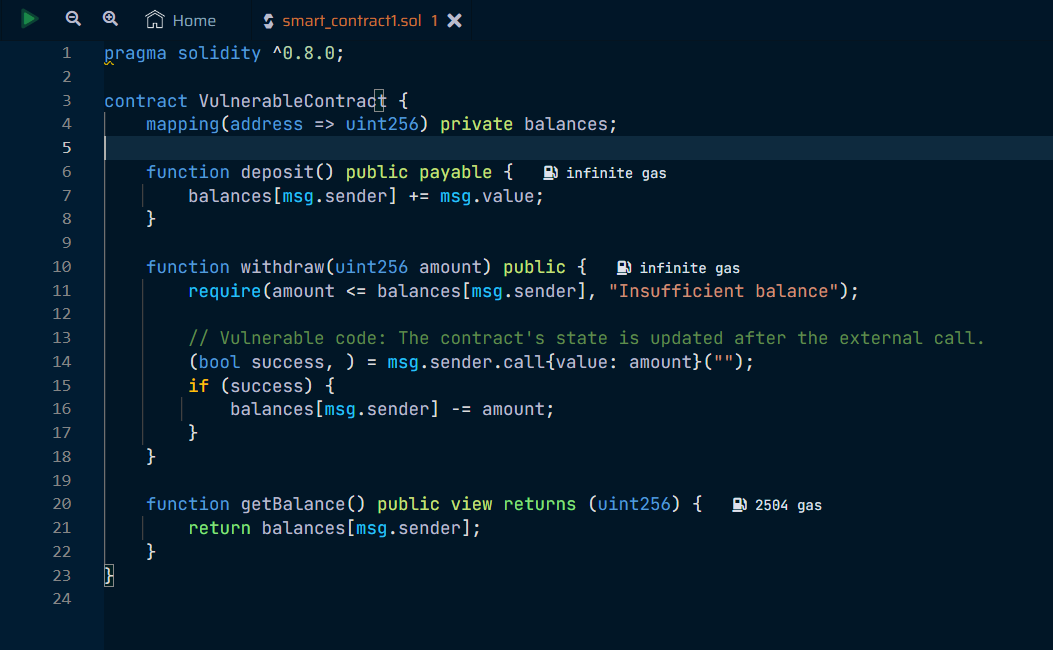 Home smart_contract1.sol 1
1 pragma solidity ^0.8.0;
2
3 contract VulnerableContract {
4 mapping(address => uint256) private balances;
5
6 function deposit() public payable { infinite gas
7 balances[msg.sender] += msg.value;
8 }
9
10 function withdraw(uint256 amount) public { infinite gas
11 require(amount <= balances[msg.sender], "Insufficient balance");
12
13 // Vulnerable code: The contract's state is updated after the external call.
14 (bool success, ) = msg.sender.call{value: amount}("");
15 if (success) {
16 balances[msg.sender] -= amount;
17 }
18 }
19
20 function getBalance() public view returns (uint256) { 2504 gas
21 return balances[msg.sender];
22 }
23 }
24